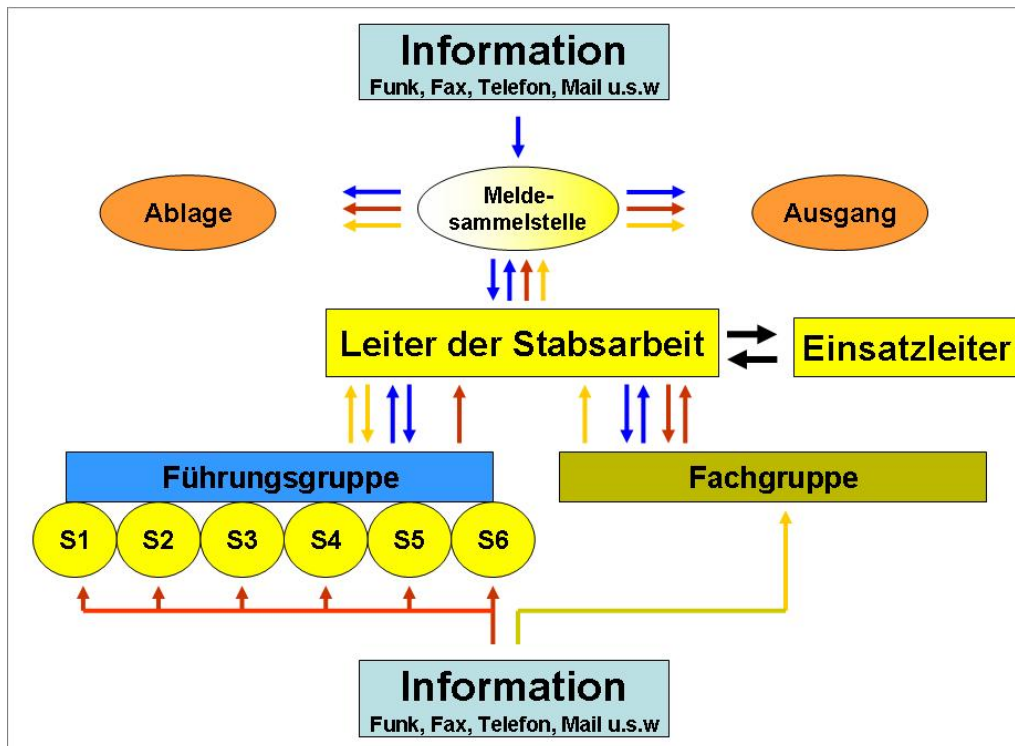 Information
Funk, Fax, Telefon, Mail u.s.w
Ablage
Melde-
sammelstelle
Ausgang
Leiter der Stabsarbeit
Einsatzleiter
Führungsgruppe
Fachgruppe
S1
S2
S3
S4
S5
S6
Information
Funk, Fax, Telefon, Mail u.s.w